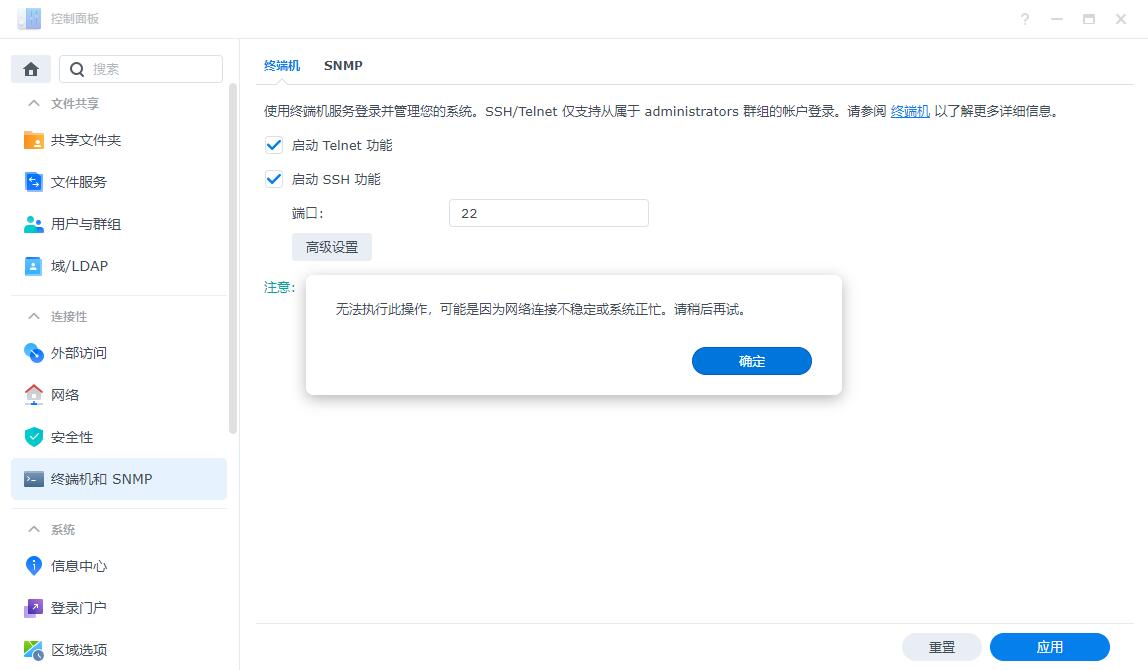 控制面板
搜索
文件共享
共享文件夹
文件服务
用户与群组
域/LDAP
连接性
外部访问
网络
安全性
终端机和 SNMP
系统
信息中心
登录门户
区域选项
终端机 SNMP
使用终端机服务登录并管理您的系统。SSH/Telnet 仅支持从属于 administrators 群组的帐户登录。请参阅 终端机 以了解更多详细信息。
启动 Telnet 功能
启动 SSH 功能
端口: 22
高级设置
注意:
无法执行此操作，可能是因为网络连接不稳定或系统正忙。请稍后再试。
确定
重置 应用